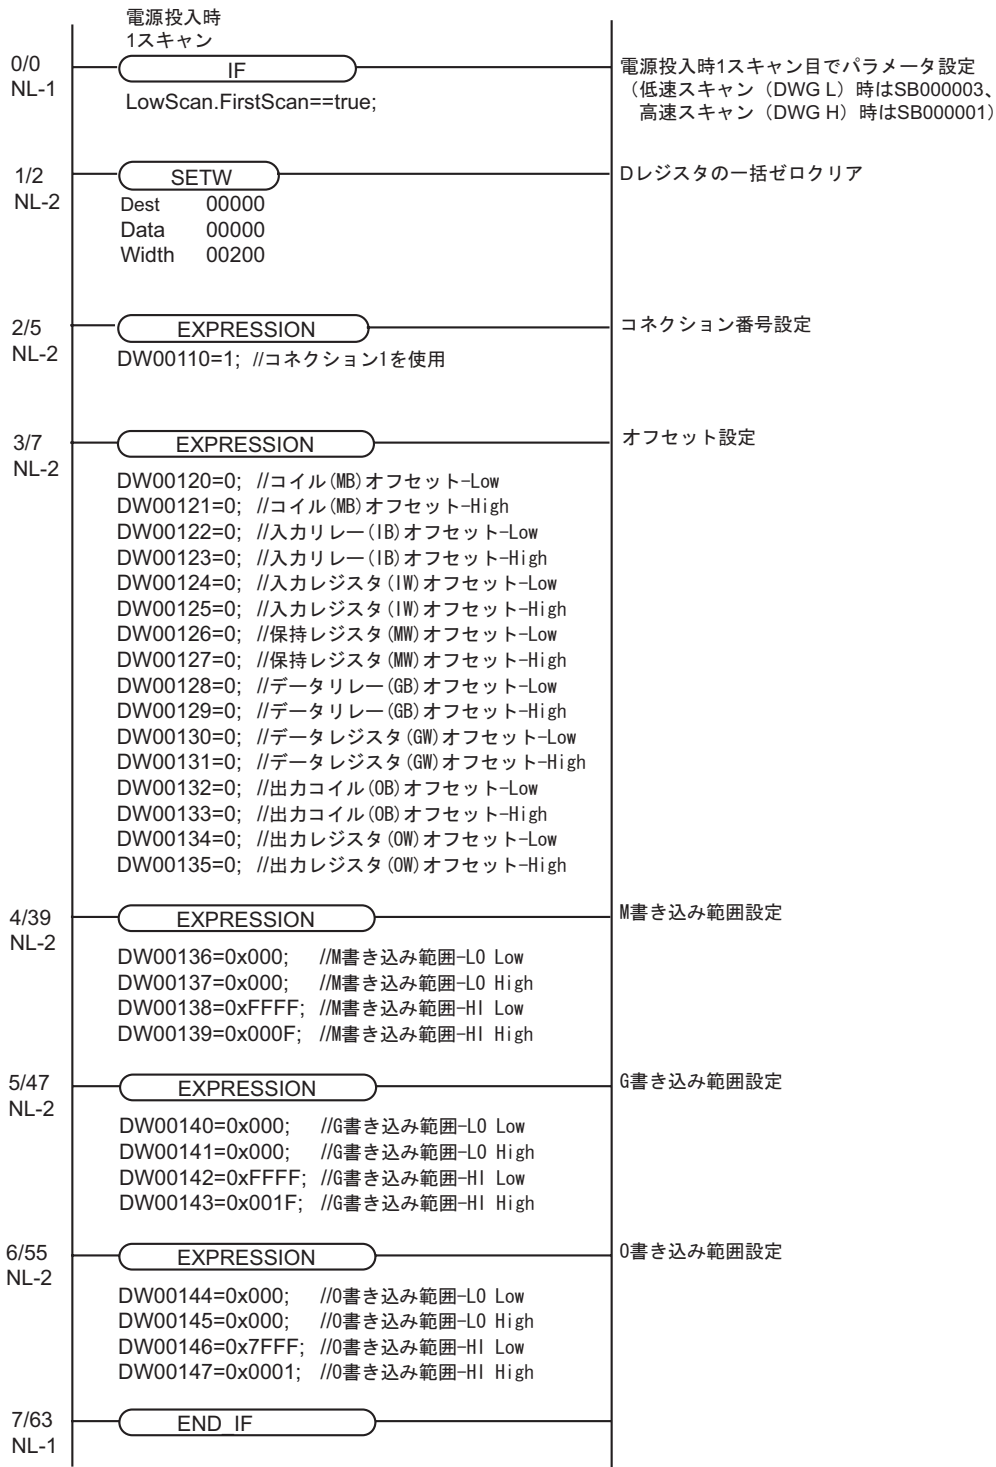 電源投入時
1スキャン
0/0
NL-1
IF
LowScan.FirstScan==true;
電源投入時1スキャン目でパラメータ設定
（低速スキャン（DWG L）時はSB000003、
高速スキャン（DWG H）時はSB000001）
1/2
NL-2
SETW
Dest 00000
Data 00000
Width 00200
Dレジスタの一括ゼロクリア
2/5
NL-2
EXPRESSION
DW00110=1; //コネクション1を使用
コネクション番号設定
3/7
NL-2
EXPRESSION
オフセット設定
DW00120=0; //コイル(MB)オフセット-Low
DW00121=0; //コイル(MB)オフセット-High
DW00122=0; //入力リレー(IB)オフセット-Low
DW00123=0; //入力リレー(IB)オフセット-High
DW00124=0; //入力レジスタ(IW)オフセット-Low
DW00125=0; //入力レジスタ(IW)オフセット-High
DW00126=0; //保持レジスタ(MW)オフセット-Low
DW00127=0; //保持レジスタ(MW)オフセット-High
DW00128=0; //データリレー(GB)オフセット-Low
DW00129=0; //データリレー(GB)オフセット-High
DW00130=0; //データレジスタ(GW)オフセット-Low
DW00131=0; //データレジスタ(GW)オフセット-High
DW00132=0; //出力コイル(OB)オフセット-Low
DW00133=0; //出力コイル(OB)オフセット-High
DW00134=0; //出力レジスタ(OW)オフセット-Low
DW00135=0; //出力レジスタ(OW)オフセット-High
4/39
NL-2
EXPRESSION
M書き込み範囲設定
DW00136=0x000; //M書き込み範囲-LO Low
DW00137=0x000; //M書き込み範囲-LO High
DW00138=0xFFFF; //M書き込み範囲-HI Low
DW00139=0x000F; //M書き込み範囲-HI High
5/47
NL-2
EXPRESSION
G書き込み範囲設定
DW00140=0x000; //G書き込み範囲-LO Low
DW00141=0x000; //G書き込み範囲-LO High
DW00142=0xFFFF; //G書き込み範囲-HI Low
DW00143=0x001F; //G書き込み範囲-HI High
6/55
NL-2
EXPRESSION
O書き込み範囲設定
DW00144=0x000; //O書き込み範囲-LO Low
DW00145=0x000; //O書き込み範囲-LO High
DW00146=0x7FFF; //O書き込み範囲-HI Low
DW00147=0x0001; //O書き込み範囲-HI High
7/63
NL-1
END_IF